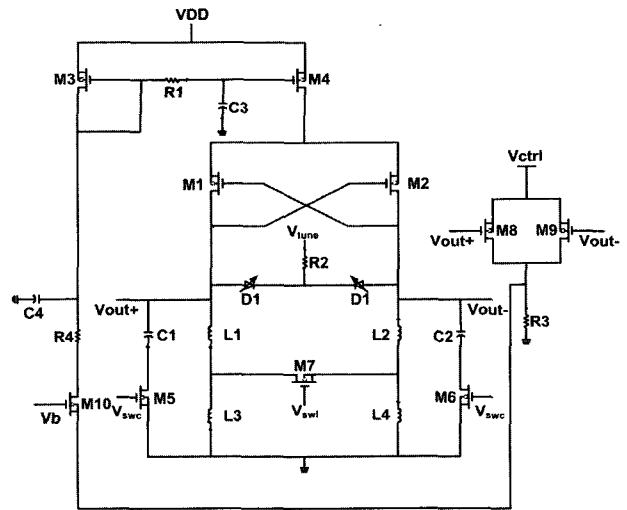 VDD
M3
R1
M4
C3
M1
M2
Vctrl
Vtune
M8
M9
Vout+
Vout-
R2
D1
D1
C4
Vout+
Vout-
R4
C1
L1
L2
C2
R3
M7
Vb
M10
Vswc
M5
L3
Vswl
L4
M6
Vswc